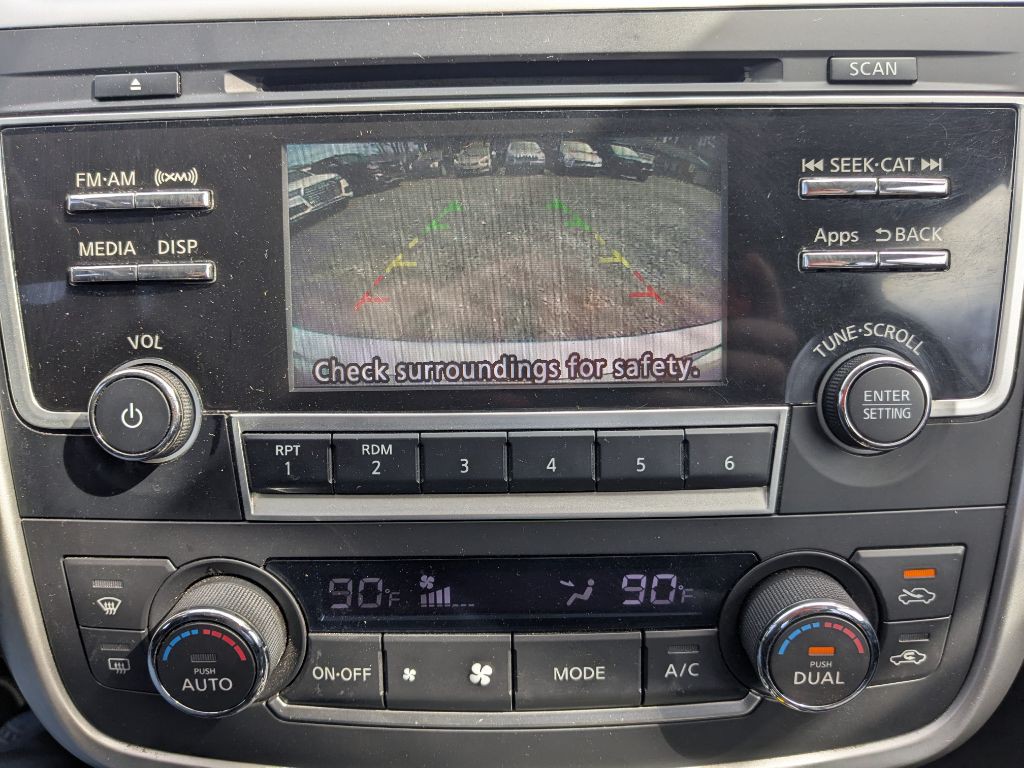 SCAN
FM·AM
((XM))
MEDIA
DISP
SEEK·CAT
Apps
BACK
VOL
TUNE·SCROLL
ENTER
SETTING
Check surroundings for safety.
RPT
1
RDM
2
3
4
5
6
90°F
90°F
PUSH
AUTO
ON·OFF
MODE
A/C
PUSH
DUAL